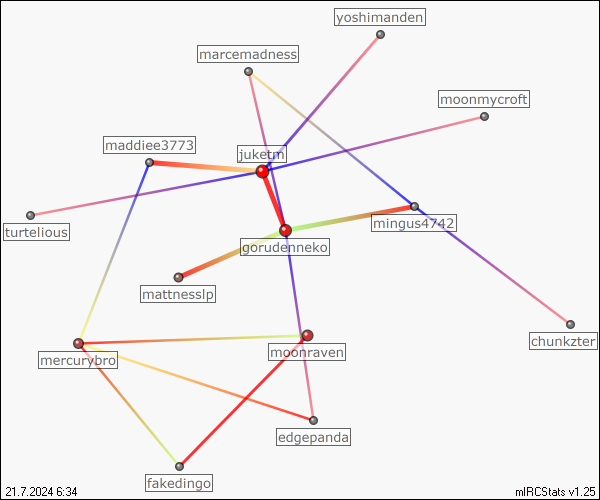 yoshimanden
marcemadness
moonmycroft
maddiee3773
juketm
turtelious
mingus4742
gorudenneko
mattnesslp
chunkzter
moonraven
mercurybro
edgepanda
fakedingo
21.7.2024 6:34
mIRCStats v1.25